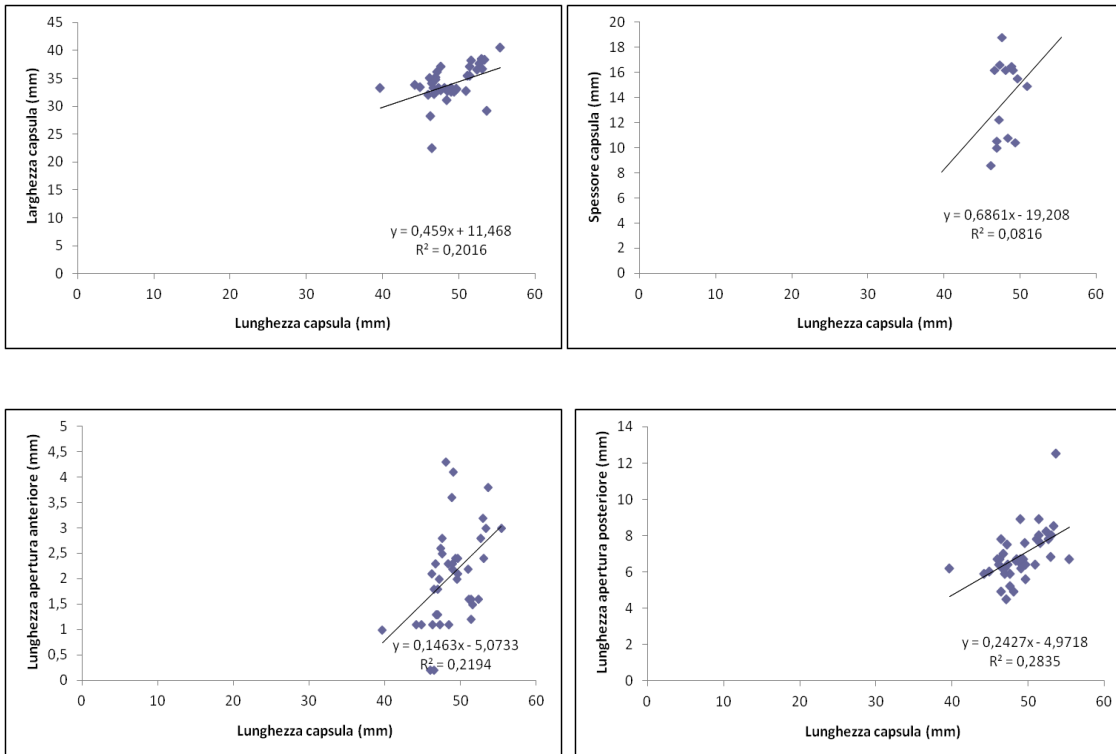 Larghezza capsula (mm)
45
40
35
30
25
20
15
10
5
0
y = 0,459x + 11,468
R² = 0,2016
0 10 20 30 40 50 60
Lunghezza capsula (mm)
Spessore capsula (mm)
20
18
16
14
12
10
8
6
4
2
0
y = 0,6861x - 19,208
R² = 0,0816
0 10 20 30 40 50 60
Lunghezza capsula (mm)
Lunghezza apertura anteriore (mm)
5
4,5
4
3,5
3
2,5
2
1,5
1
0,5
0
y = 0,1463x - 5,0733
R² = 0,2194
0 10 20 30 40 50 60
Lunghezza capsula (mm)
Lunghezza apertura posteriore (mm)
14
12
10
8
6
4
2
0
y = 0,2427x - 4,9718
R² = 0,2835
0 10 20 30 40 50 60
Lunghezza capsula (mm)